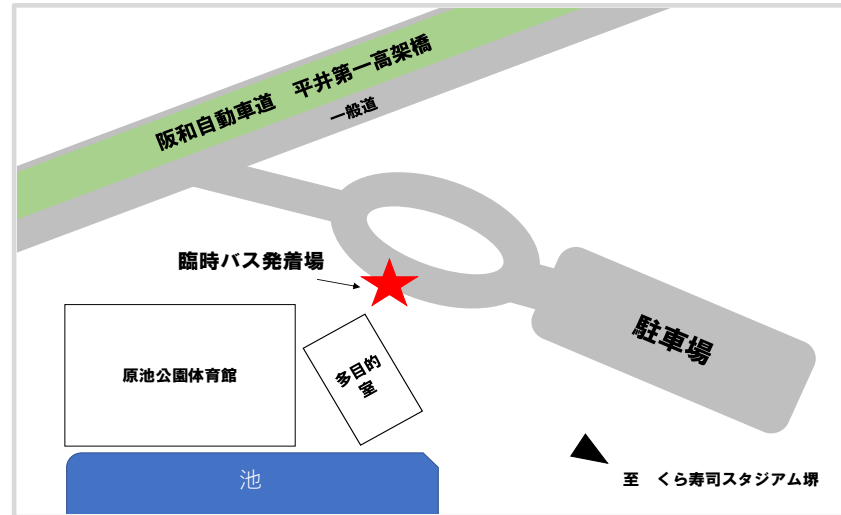 阪和自動車道　平井第一高架橋
一般道
臨時バス発着場
駐車場
原池公園体育館
多目的
室
池
至　くら寿司スタジアム堺